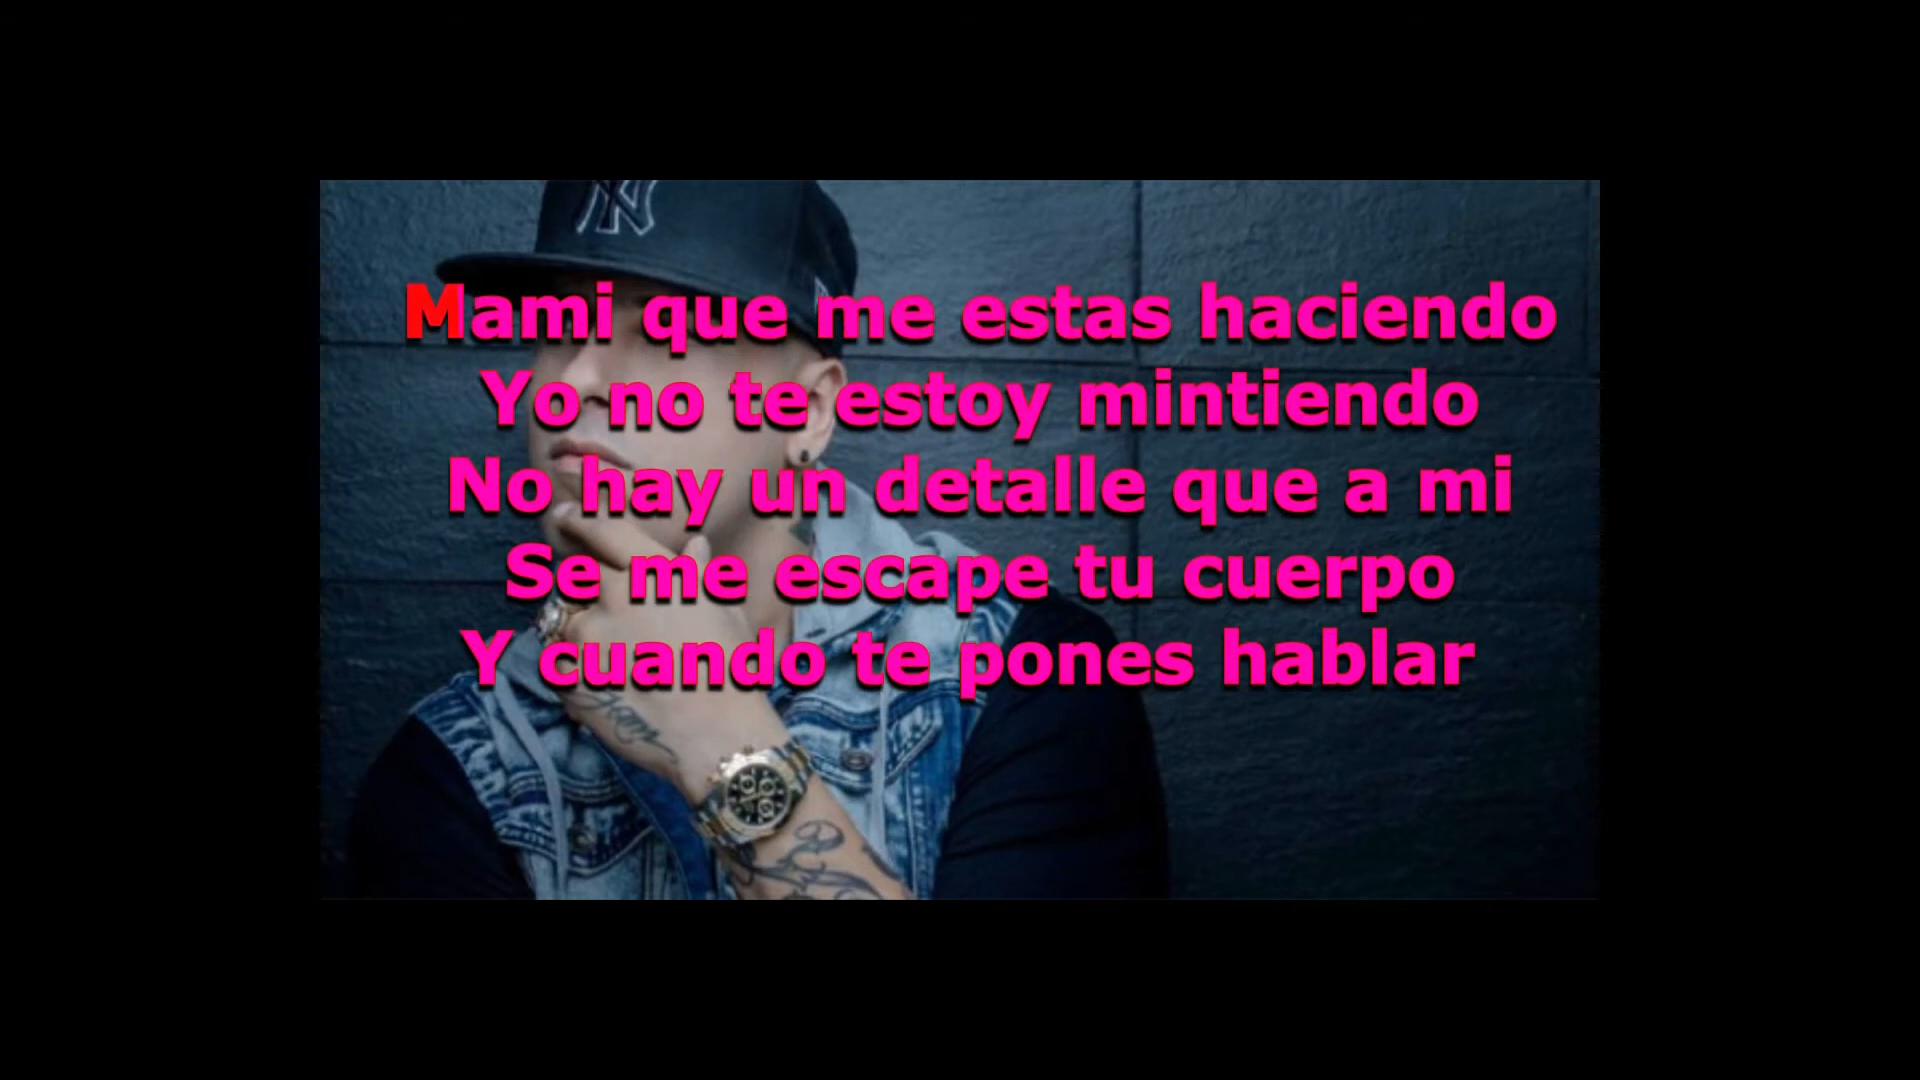 NY
Mami que me estas haciendo
Yo no te estoy mintiendo
No hay un detalle que a mi
Se me escape tu cuerpo
Y cuando te pones hablar